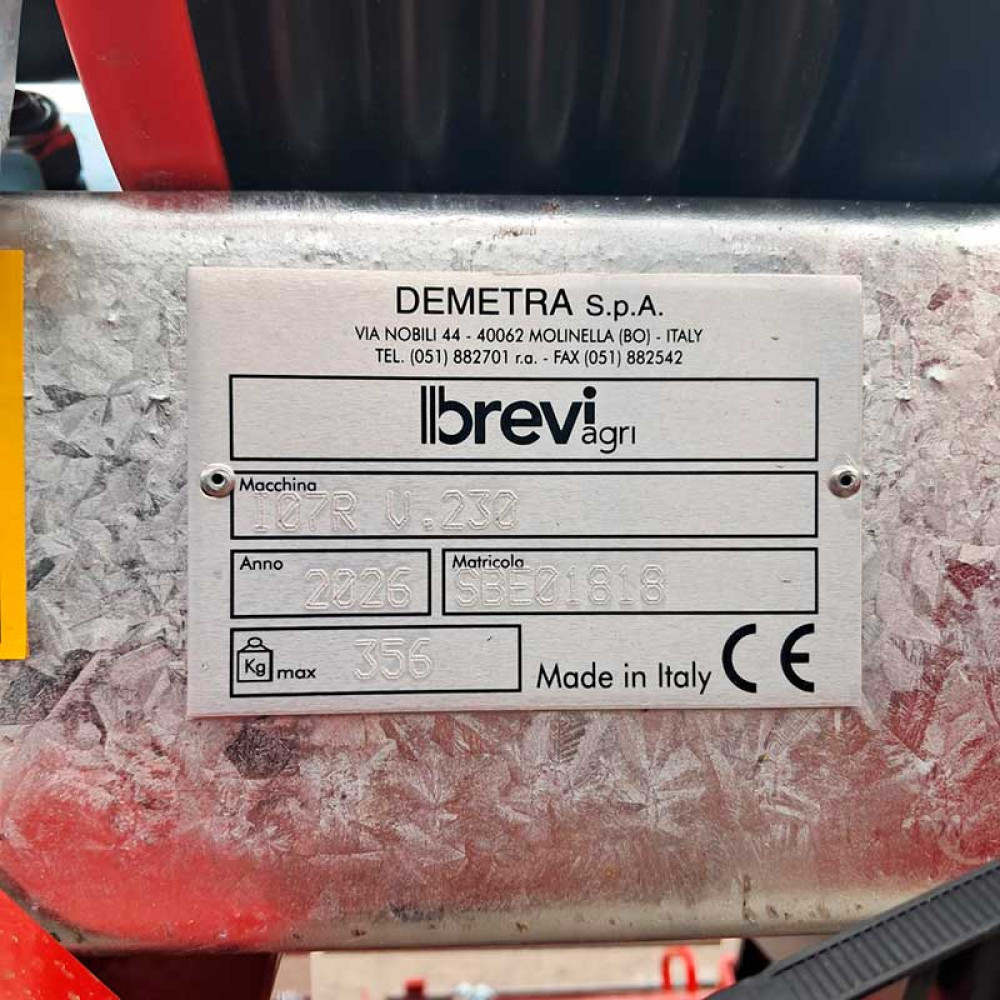 DEMETRA S.p.A.
VIA NOBILI 44 - 40062 MOLINELLA (BO) - ITALY
TEL. (051) 882701 r.a. - FAX (051) 882542
brevi agri
Macchina
I07R V.230
Anno
2026
Matricola
SBE01818
Kg max 356
Made in Italy CE